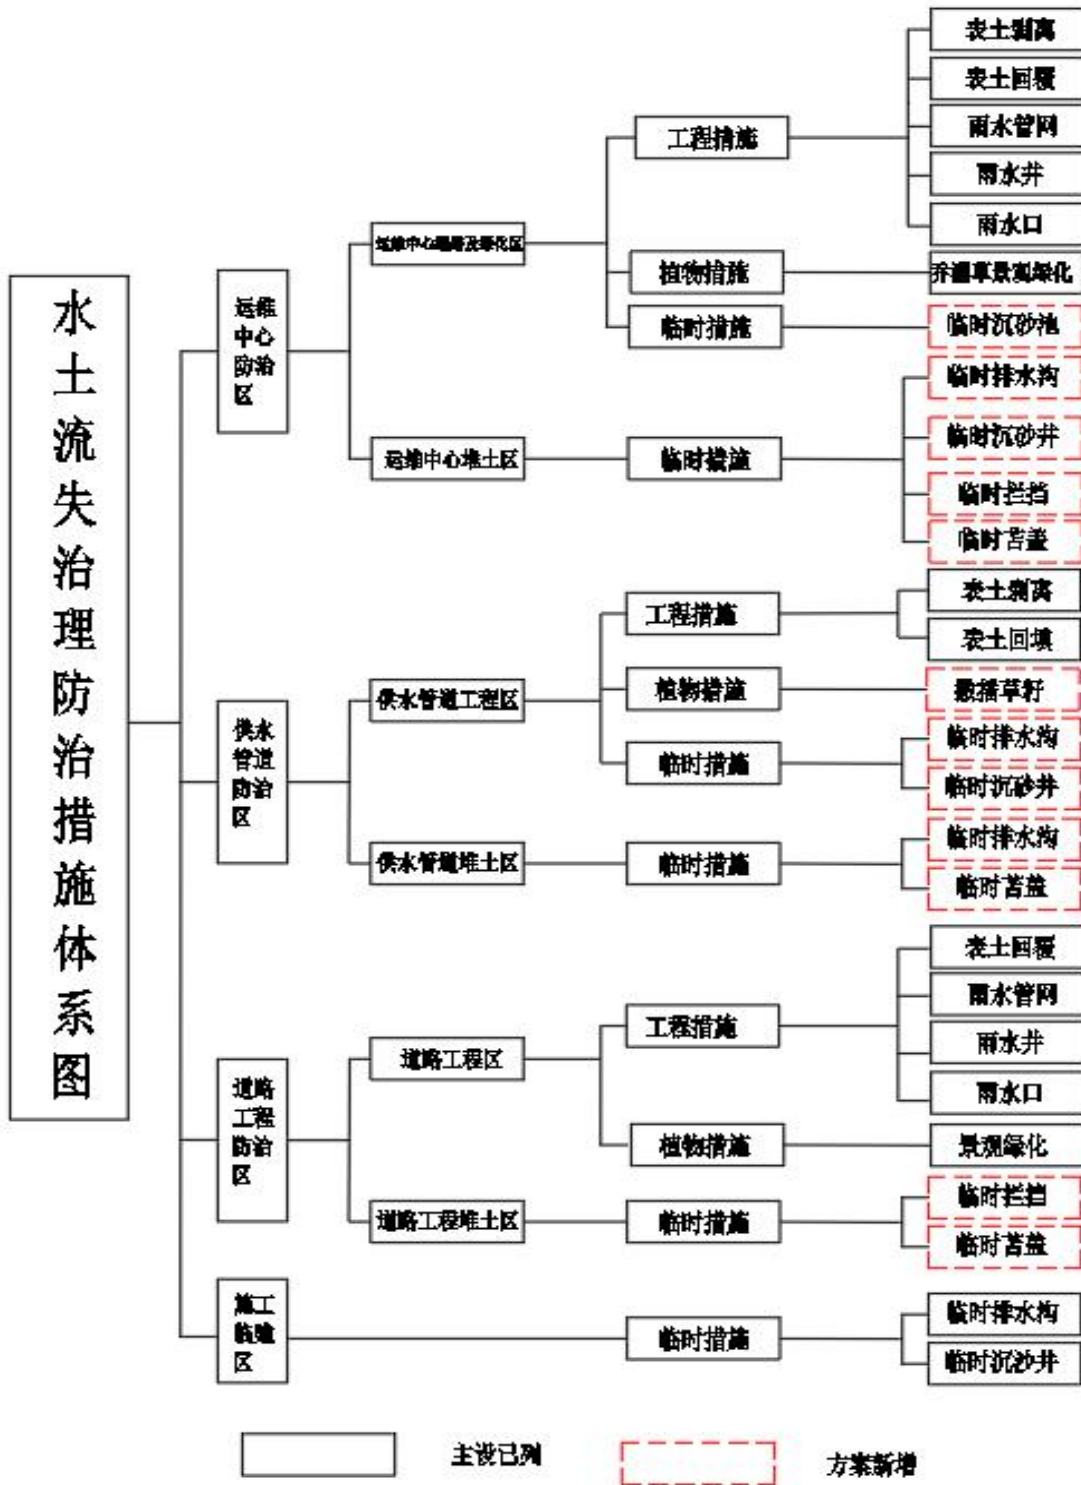 水土流失治理防治措施体系图
运维
中心
防治
区
运维中心道路及绿化区
工程措施
表土剥离
表土回覆
雨水管网
雨水井
雨水口
植物措施
乔灌草景观绿化
临时措施
临时沉砂池
运维中心堆土区
临时措施
临时排水沟
临时沉砂井
临时拦挡
临时苫盖
供水
管道
防治
区
供水管道工程区
工程措施
表土剥离
表土回填
植物措施
撒播草籽
临时措施
临时排水沟
临时沉砂井
供水管道堆土区
临时措施
临时排水沟
临时苫盖
道路
工程
防治
区
道路工程区
工程措施
表土回覆
雨水管网
雨水井
雨水口
植物措施
景观绿化
道路工程堆土区
临时措施
临时拦挡
临时苫盖
施工
临建
区
临时措施
临时排水沟
临时沉沙井
主设已列
方案新增